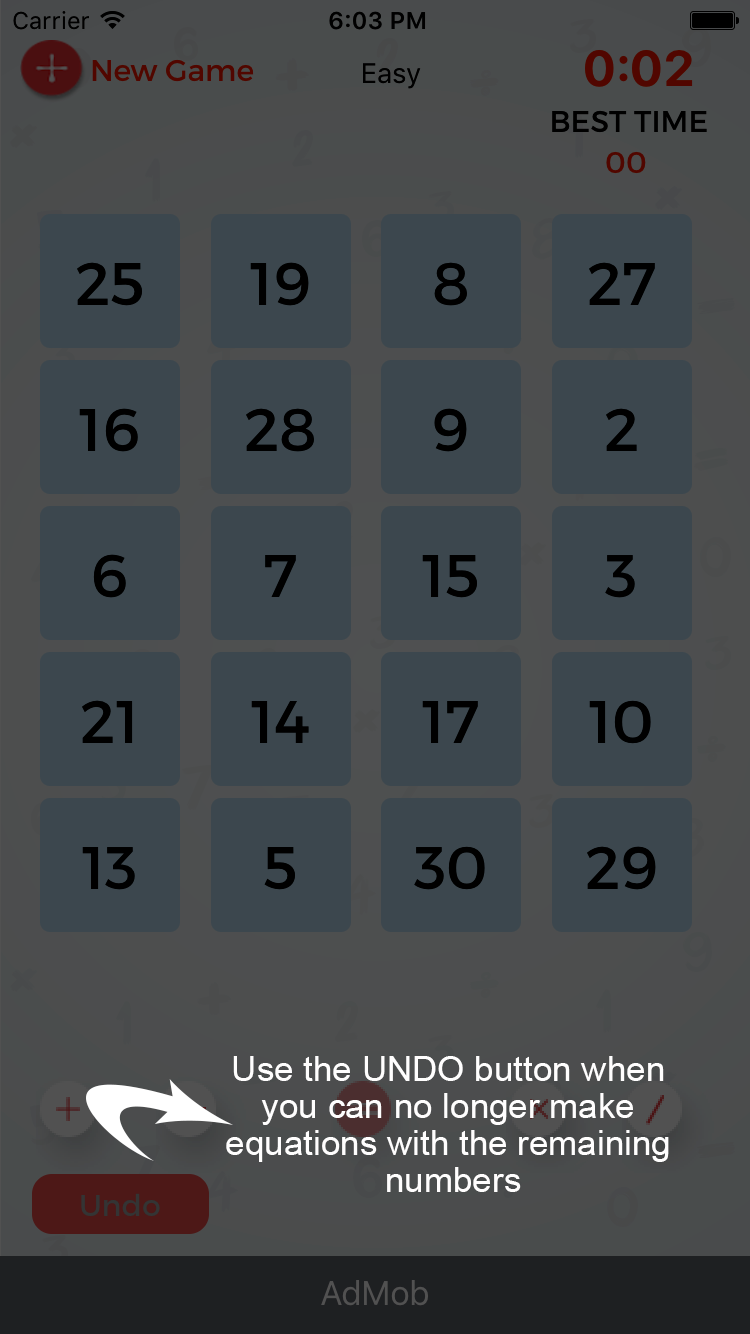 Carrier 6:03 PM
New Game Easy 0:02
BEST TIME
00
25 19 8 27
16 28 9 2
6 7 15 3
21 14 17 10
13 5 30 29
Use the UNDO button when
you can no longer make
equations with the remaining
numbers
+ × /
Undo
AdMob